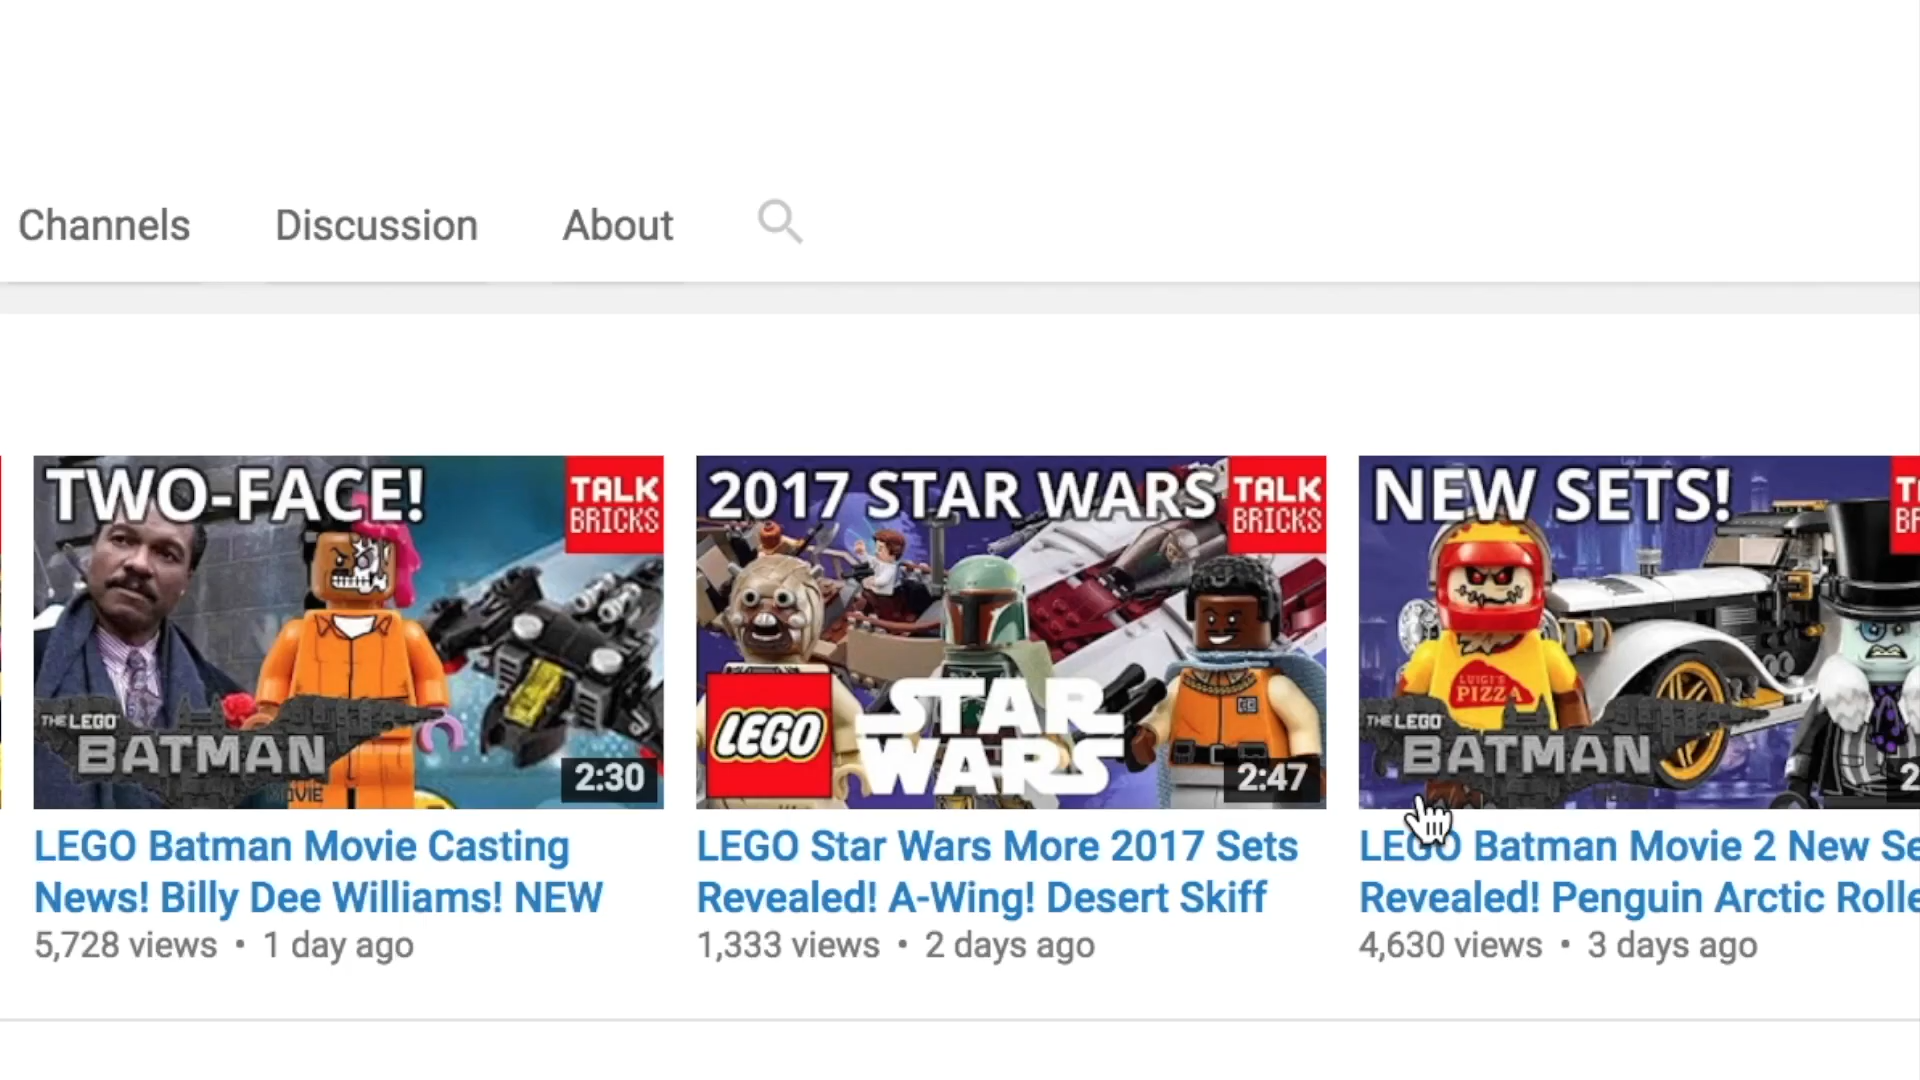 Channels
Discussion
About
TWO-FACE!
TALK
BRICKS
THE LEGO
BATMAN
MOVIE
2:30
LEGO Batman Movie Casting
News! Billy Dee Williams! NEW
5,728 views • 1 day ago
2017 STAR WARS
TALK
BRICKS
LEGO
STAR
WARS
2:47
LEGO Star Wars More 2017 Sets
Revealed! A-Wing! Desert Skiff
1,333 views • 2 days ago
NEW SETS!
LUIGI'S
PIZZA
THE LEGO
BATMAN
LEGO Batman Movie 2 New Se
Revealed! Penguin Arctic Rolle
4,630 views • 3 days ago